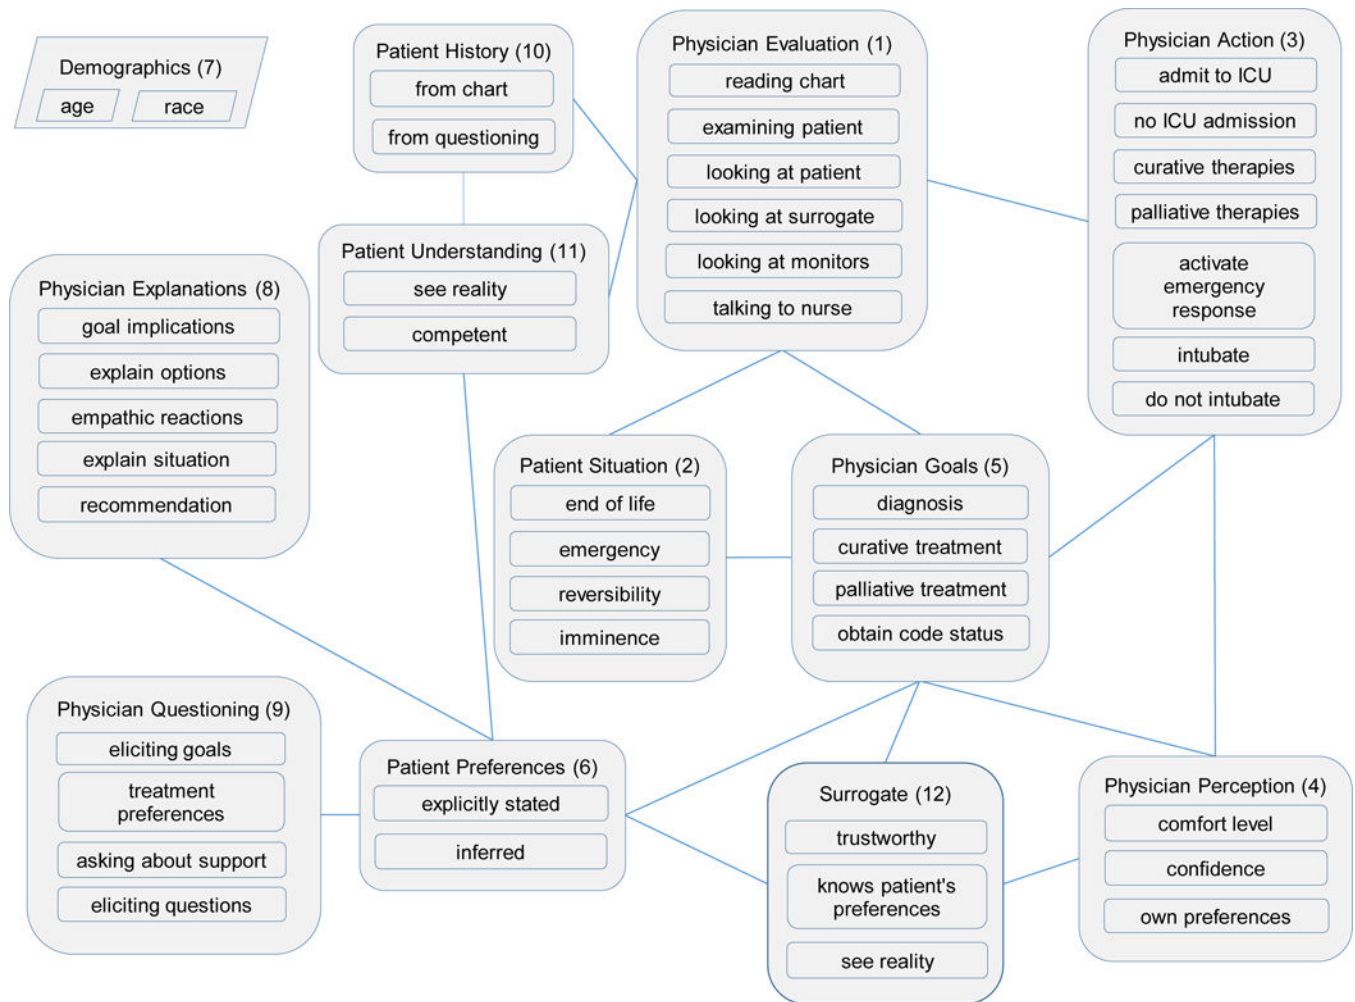 Demographics (7)
age
race
Patient History (10)
from chart
from questioning
Physician Evaluation (1)
reading chart
examining patient
looking at patient
looking at surrogate
looking at monitors
talking to nurse
Physician Action (3)
admit to ICU
no ICU admission
curative therapies
palliative therapies
activate
emergency
response
intubate
do not intubate
Patient Understanding (11)
see reality
competent
Physician Explanations (8)
goal implications
explain options
empathic reactions
explain situation
recommendation
Patient Situation (2)
end of life
emergency
reversibility
imminence
Physician Goals (5)
diagnosis
curative treatment
palliative treatment
obtain code status
Physician Questioning (9)
eliciting goals
treatment
preferences
asking about support
eliciting questions
Patient Preferences (6)
explicitly stated
inferred
Surrogate (12)
trustworthy
knows patient's
preferences
see reality
Physician Perception (4)
comfort level
confidence
own preferences